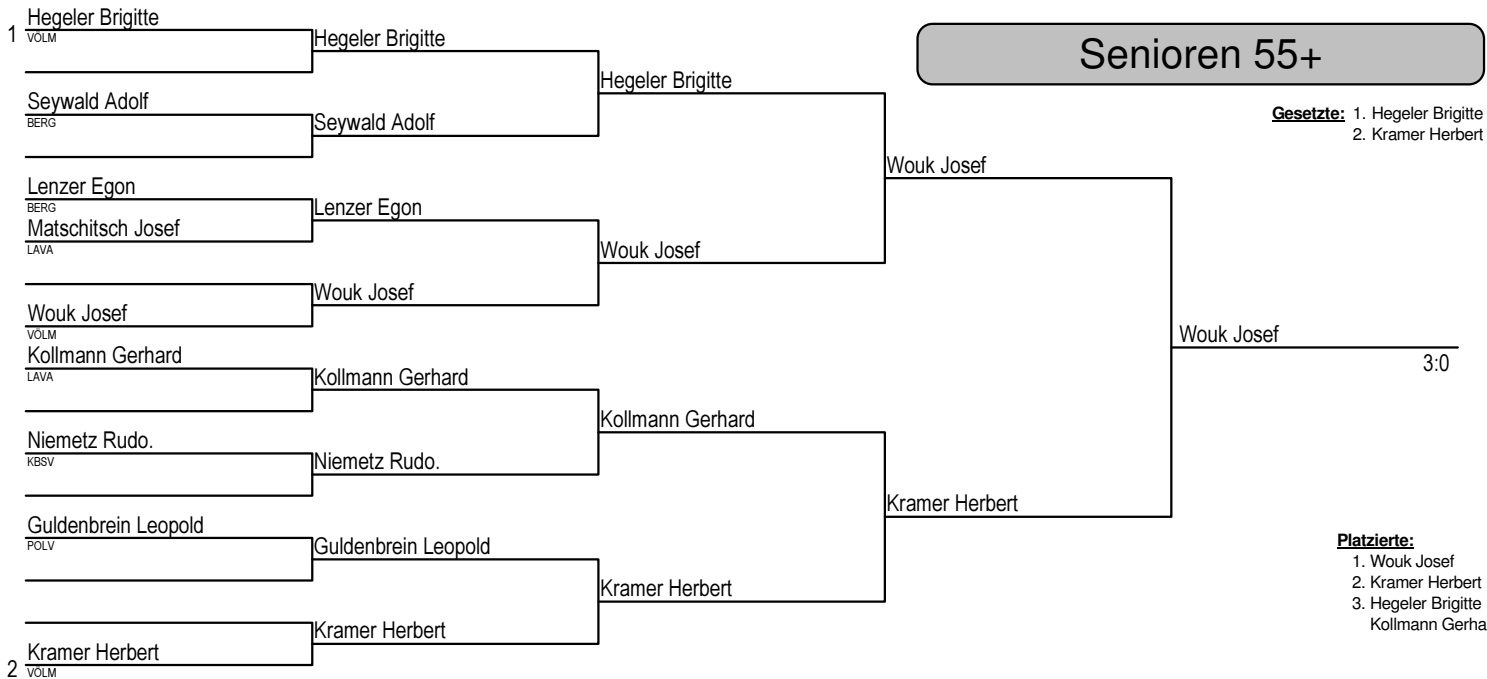 Senioren 55+
Gesetzte: 1. Hegeler Brigitte
2. Kramer Herbert
1 Hegeler Brigitte
VÖLM
Seywald Adolf
BERG
Lenzer Egon
BERG
Matschitsch Josef
LAVA
Wouk Josef
VÖLM
Kollmann Gerhard
LAVA
Niemetz Rudo.
KBSV
Guldenbrein Leopold
POLV
2 Kramer Herbert
VÖLM
Hegeler Brigitte
Seywald Adolf
Lenzer Egon
Wouk Josef
Kollmann Gerhard
Niemetz Rudo.
Guldenbrein Leopold
Kramer Herbert
Hegeler Brigitte
Wouk Josef
Kollmann Gerhard
Kramer Herbert
Wouk Josef
Kramer Herbert
Wouk Josef
3:0
Platzierte:
1. Wouk Josef
2. Kramer Herbert
3. Hegeler Brigitte
Kollmann Gerha